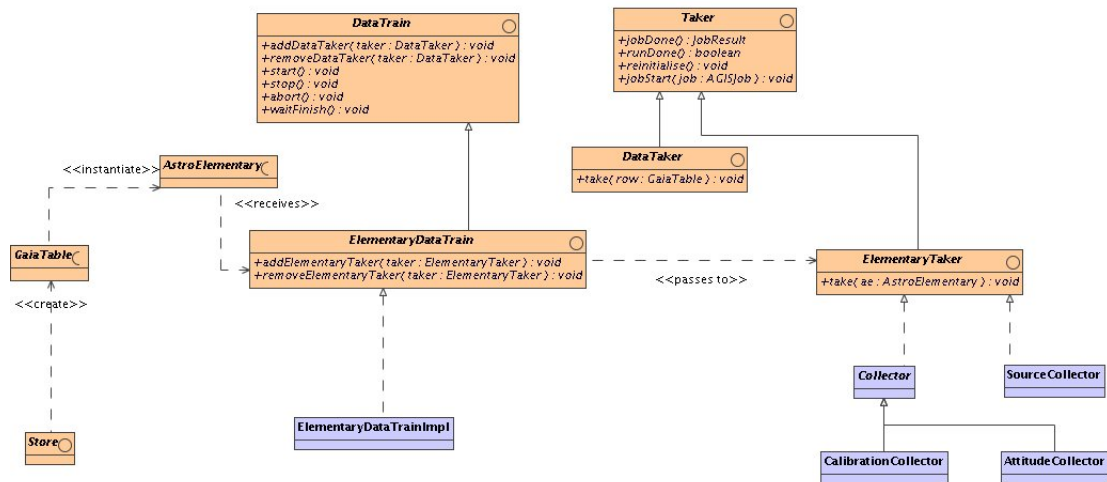 DataTrain
+addDataTaker( taker : DataTaker ) : void
+removeDataTaker( taker : DataTaker ) : void
+start() : void
+stop() : void
+abort() : void
+waitFinish() : void
Taker
+jobDone() : JobResult
+runDone() : boolean
+reinitialise() : void
+jobStart( job : AGISJob ) : void
DataTaker
+take( row : GaiaTable ) : void
<<instantiate>>
AstroElementary
<<receives>>
GaiaTable
<<create>>
Store
ElementaryDataTrain
+addElementaryTaker( taker : ElementaryTaker ) : void
+removeElementaryTaker( taker : ElementaryTaker ) : void
<<passes to>>
ElementaryTaker
+take( ae : AstroElementary ) : void
ElementaryDataTrainImpl
Collector
SourceCollector
CalibrationCollector
AttitudeCollector